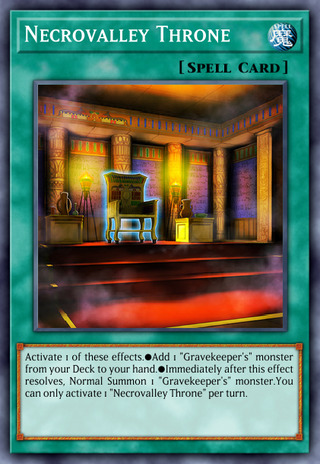 Necrovalley Throne
魔
[Spell Card]
Activate 1 of these effects.●Add 1 "Gravekeeper's" monster
from your Deck to your hand.●Immediately after this effect
resolves, Normal Summon 1 "Gravekeeper's" monster.You
can only activate 1 "Necrovalley Throne" per turn.